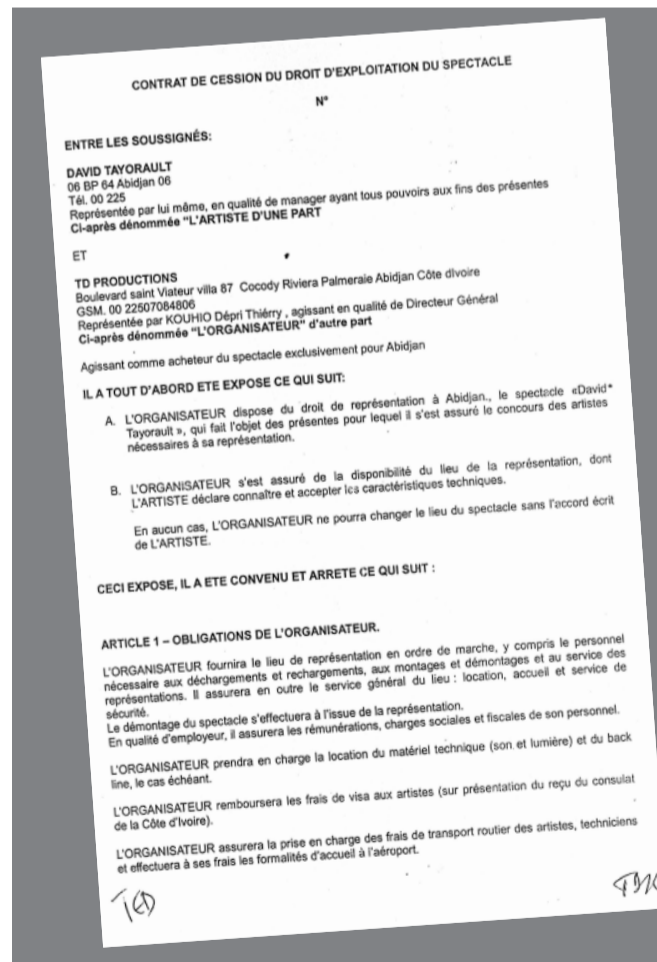 CONTRAT DE CESSION DU DROIT D'EXPLOITATION DU SPECTACLE
N°
ENTRE LES SOUSSIGNÉS:
DAVID TAYORAULT
06 BP 64 Abidjan 06
Tél. 00 225
Représentée par lui même, en qualité de manager ayant tous pouvoirs aux fins des présentes
Ci-après dénommée "L'ARTISTE D'UNE PART
ET
TD PRODUCTIONS
Boulevard saint Viateur villa 87 Cocody Riviera Palmeraie Abidjan Côte dIvoire
GSM. 00 22507084806
Représentée par KOUHIO Dépri Thiérry , agissant en qualité de Directeur Général
Ci-après dénommée "L'ORGANISATEUR" d'autre part
Agissant comme acheteur du spectacle exclusivement pour Abidjan
IL A TOUT D'ABORD ETE EXPOSE CE QUI SUIT:
A. L'ORGANISATEUR dispose du droit de représentation à Abidjan., le spectacle «David
Tayorault », qui fait l'objet des présentes pour lequel il s'est assuré le concours des artistes
nécessaires à sa représentation.
B. L'ORGANISATEUR s'est assuré de la disponibilité du lieu de la représentation, dont
L'ARTISTE déclare connaître et accepter les caractéristiques techniques.
En aucun cas, L'ORGANISATEUR ne pourra changer le lieu du spectacle sans l'accord écrit
de L'ARTISTE.
CECI EXPOSE, IL A ETE CONVENU ET ARRETE CE QUI SUIT :
ARTICLE 1 – OBLIGATIONS DE L'ORGANISATEUR.
L'ORGANISATEUR fournira le lieu de représentation en ordre de marche, y compris le personnel
nécessaire aux déchargements et rechargements, aux montages et démontages et au service des
représentations. Il assurera en outre le service général du lieu : location, accueil et service de
sécurité.
Le démontage du spectacle s'effectuera à l'issue de la représentation.
En qualité d'employeur, il assurera les rémunérations, charges sociales et fiscales de son personnel.
L'ORGANISATEUR prendra en charge la location du matériel technique (son et lumière) et du back
line, le cas échéant.
L'ORGANISATEUR remboursera les frais de visa aux artistes (sur présentation du reçu du consulat
de la Côte d'Ivoire).
L'ORGANISATEUR assurera la prise en charge des frais de transport routier des artistes, techniciens
et effectuera à ses frais les formalités d'accueil à l'aéroport.